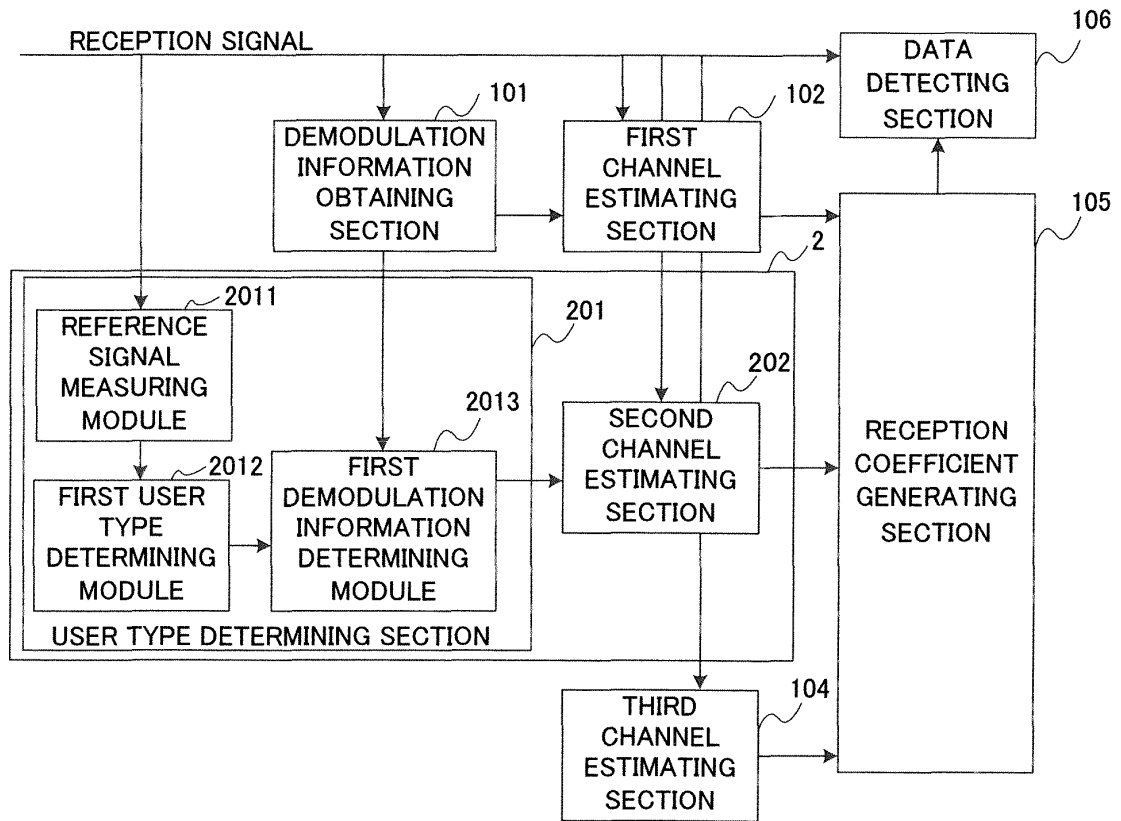 RECEPTION SIGNAL
106
DATA
DETECTING
SECTION
101
DEMODULATION
INFORMATION
OBTAINING
SECTION
102
FIRST
CHANNEL
ESTIMATING
SECTION
105
RECEPTION
COEFFICIENT
GENERATING
SECTION
2
2011
REFERENCE
SIGNAL
MEASURING
MODULE
201
2012
FIRST USER
TYPE
DETERMINING
MODULE
2013
FIRST
DEMODULATION
INFORMATION
DETERMINING
MODULE
202
SECOND
CHANNEL
ESTIMATING
SECTION
USER TYPE DETERMINING SECTION
104
THIRD
CHANNEL
ESTIMATING
SECTION